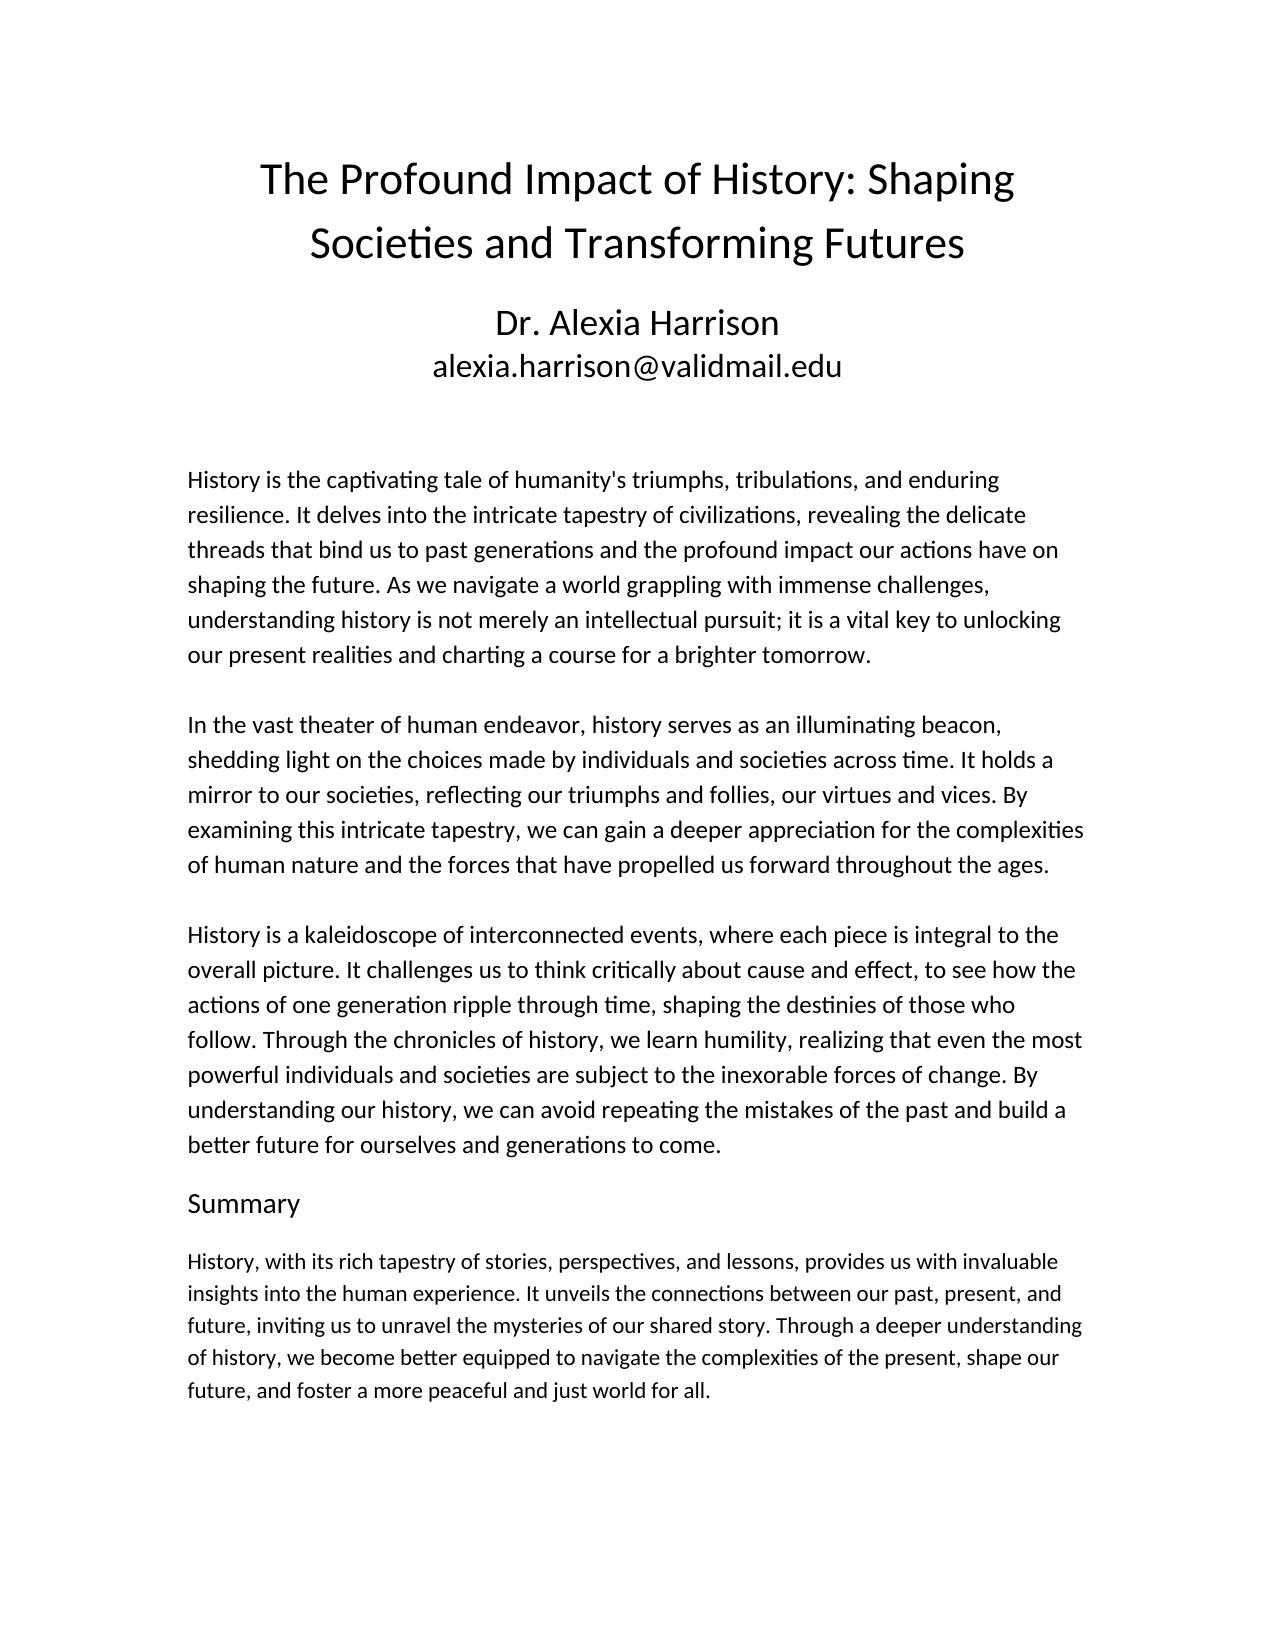 The Profound Impact of History: Shaping
Societies and Transforming Futures
Dr. Alexia Harrison
alexia.harrison@validmail.edu
History is the captivating tale of humanity's triumphs, tribulations, and enduring
resilience. It delves into the intricate tapestry of civilizations, revealing the delicate
threads that bind us to past generations and the profound impact our actions have on
shaping the future. As we navigate a world grappling with immense challenges,
understanding history is not merely an intellectual pursuit; it is a vital key to unlocking
our present realities and charting a course for a brighter tomorrow.
In the vast theater of human endeavor, history serves as an illuminating beacon,
shedding light on the choices made by individuals and societies across time. It holds a
mirror to our societies, reflecting our triumphs and follies, our virtues and vices. By
examining this intricate tapestry, we can gain a deeper appreciation for the complexities
of human nature and the forces that have propelled us forward throughout the ages.
History is a kaleidoscope of interconnected events, where each piece is integral to the
overall picture. It challenges us to think critically about cause and effect, to see how the
actions of one generation ripple through time, shaping the destinies of those who
follow. Through the chronicles of history, we learn humility, realizing that even the most
powerful individuals and societies are subject to the inexorable forces of change. By
understanding our history, we can avoid repeating the mistakes of the past and build a
better future for ourselves and generations to come.
Summary
History, with its rich tapestry of stories, perspectives, and lessons, provides us with invaluable
insights into the human experience. It unveils the connections between our past, present, and
future, inviting us to unravel the mysteries of our shared story. Through a deeper understanding
of history, we become better equipped to navigate the complexities of the present, shape our
future, and foster a more peaceful and just world for all.